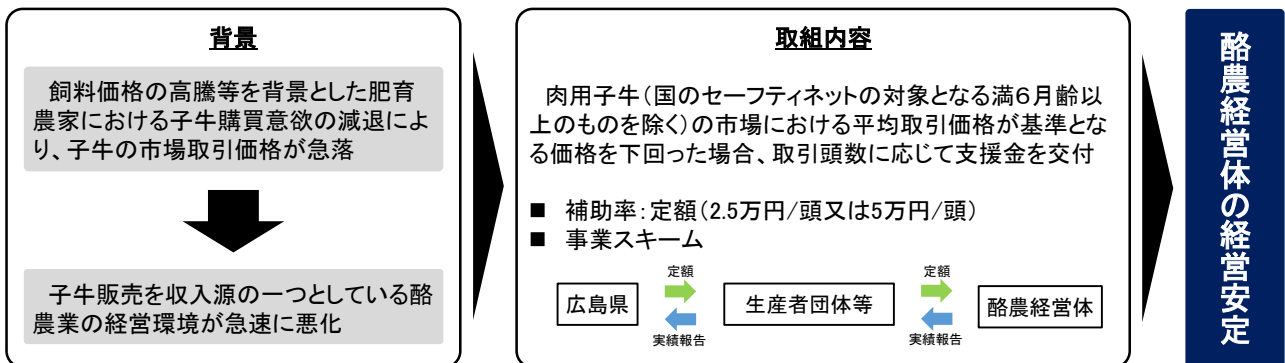 背景
飼料価格の高騰等を背景とした肥育
農家における子牛購買意欲の減退によ
り、子牛の市場取引価格が急落
子牛販売を収入源の一つとしている酪
農業の経営環境が急速に悪化
取組内容
肉用子牛(国のセーフティネットの対象となる満6月齢以
上のものを除く)の市場における平均取引価格が基準とな
る価格を下回った場合、取引頭数に応じて支援金を交付
■ 補助率:定額(2.5万円/頭又は5万円/頭)
■ 事業スキーム
広島県
定額
実績報告
生産者団体等
定額
実績報告
酪農経営体
酪農経営体の経営安定